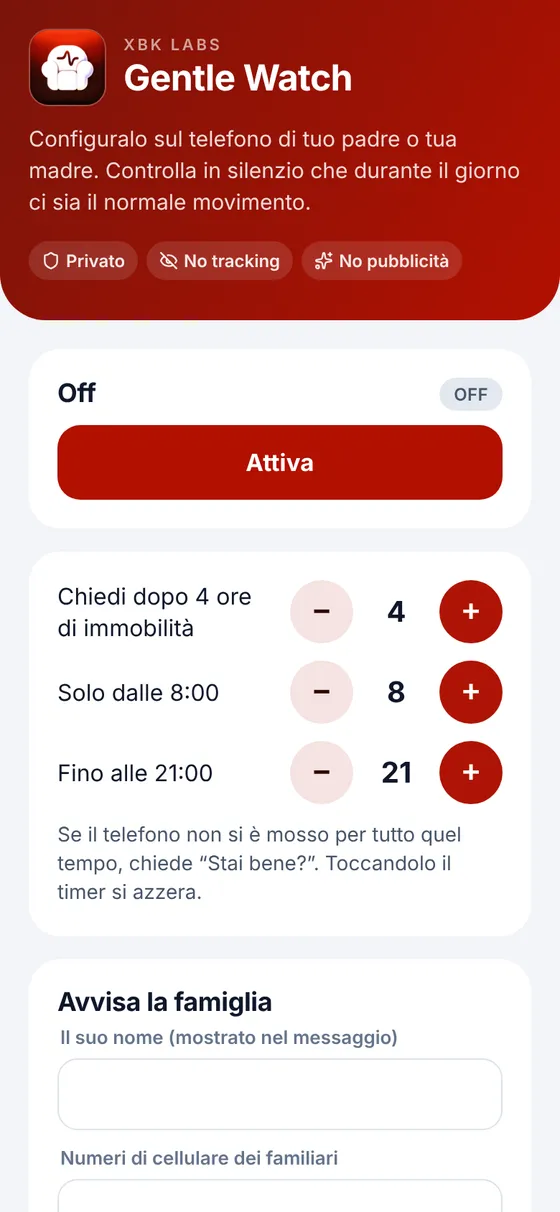 XBK LABS
Gentle Watch
Configuralo sul telefono di tuo padre o tua
madre. Controlla in silenzio che durante il giorno
ci sia il normale movimento.
Privato
No tracking
No pubblicità
Off
OFF
Attiva
Chiedi dopo 4 ore
di immobilità
− 4 +
Solo dalle 8:00
− 8 +
Fino alle 21:00
− 21 +
Se il telefono non si è mosso per tutto quel
tempo, chiede “Stai bene?”. Toccandolo il
timer si azzera.
Avvisa la famiglia
Il suo nome (mostrato nel messaggio)
Numeri di cellulare dei familiari